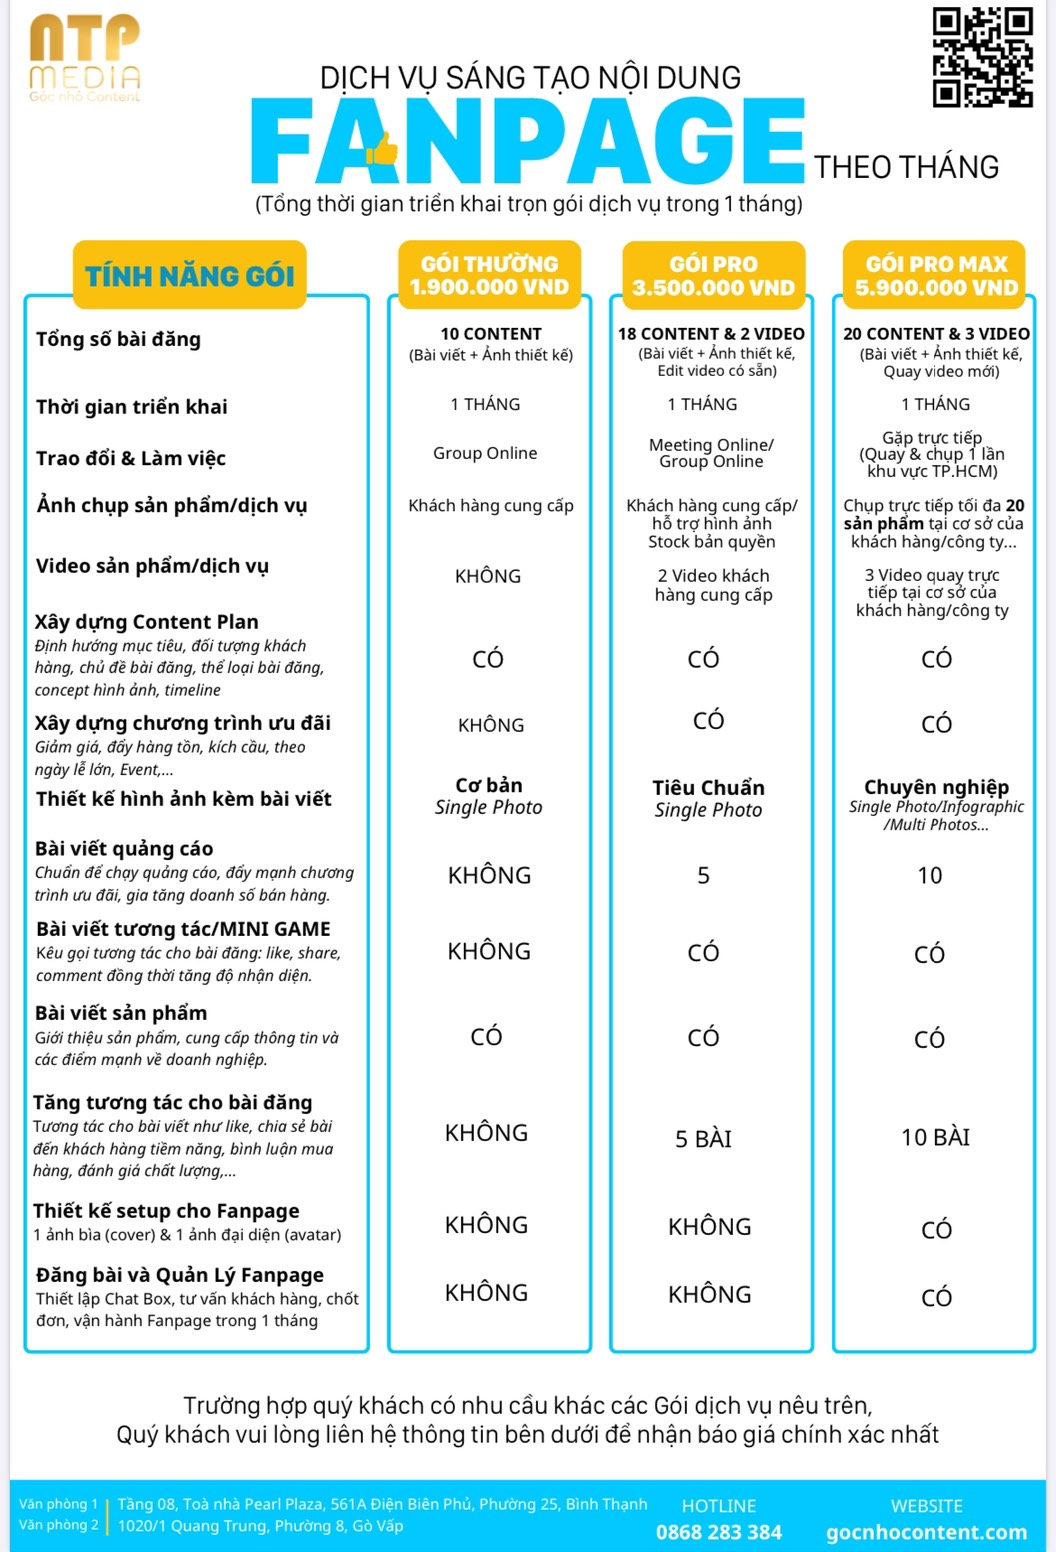 NTP
MEDIA
Góc nhỏ Content
DỊCH VỤ SÁNG TẠO NỘI DUNG
FANPAGE
THEO THÁNG
(Tổng thời gian triển khai trọn gói dịch vụ trong 1 tháng)
TÍNH NĂNG GÓI
GÓI THƯỜNG
1.900.000 VND
GÓI PRO
3.500.000 VND
GÓI PRO MAX
5.900.000 VND
Tổng số bài đăng
10 CONTENT
(Bài viết + Ảnh thiết kế)
18 CONTENT & 2 VIDEO
(Bài viết + Ảnh thiết kế,
Edit video có sẵn)
20 CONTENT & 3 VIDEO
(Bài viết + Ảnh thiết kế,
Quay video mới)
Thời gian triển khai
1 THÁNG
1 THÁNG
1 THÁNG
Trao đổi & Làm việc
Group Online
Meeting Online/
Group Online
Gặp trực tiếp
(Quay & chụp 1 lần
khu vực TP.HCM)
Ảnh chụp sản phẩm/dịch vụ
Khách hàng cung cấp
Khách hàng cung cấp/
hỗ trợ hình ảnh
Stock bản quyền
Chụp trực tiếp tối đa 20
sản phẩm tại cơ sở của
khách hàng/công ty...
Video sản phẩm/dịch vụ
KHÔNG
2 Video khách
hàng cung cấp
3 Video quay trực
tiếp tại cơ sở của
khách hàng/công ty
Xây dựng Content Plan
Định hướng mục tiêu, đối tượng khách
hàng, chủ đề bài đăng, thể loại bài đăng,
concept hình ảnh, timeline
CÓ
CÓ
CÓ
Xây dựng chương trình ưu đãi
Giảm giá, đẩy hàng tồn, kích cầu, theo
ngày lễ lớn, Event,...
KHÔNG
CÓ
CÓ
Thiết kế hình ảnh kèm bài viết
Cơ bản
Single Photo
Tiêu Chuẩn
Single Photo
Chuyên nghiệp
Single Photo/Infographic
/Multi Photos...
Bài viết quảng cáo
Chuẩn để chạy quảng cáo, đẩy mạnh chương
trình ưu đãi, gia tăng doanh số bán hàng.
KHÔNG
5
10
Bài viết tương tác/MINI GAME
Kêu gọi tương tác cho bài đăng: like, share,
comment đồng thời tăng độ nhận diện.
KHÔNG
CÓ
CÓ
Bài viết sản phẩm
Giới thiệu sản phẩm, cung cấp thông tin và
các điểm mạnh về doanh nghiệp.
CÓ
CÓ
CÓ
Tăng tương tác cho bài đăng
Tương tác cho bài viết như like, chia sẻ bài
đến khách hàng tiềm năng, bình luận mua
hàng, đánh giá chất lượng,...
KHÔNG
5 BÀI
10 BÀI
Thiết kế setup cho Fanpage
1 ảnh bìa (cover) & 1 ảnh đại diện (avatar)
KHÔNG
KHÔNG
CÓ
Đăng bài và Quản Lý Fanpage
Thiết lập Chat Box, tư vấn khách hàng, chốt
đơn, vận hành Fanpage trong 1 tháng
KHÔNG
KHÔNG
CÓ
Trường hợp quý khách có nhu cầu khác các Gói dịch vụ nêu trên,
Quý khách vui lòng liên hệ thông tin bên dưới để nhận báo giá chính xác nhất
Văn phòng 1
Tầng 08, Toà nhà Pearl Plaza, 561A Điện Biên Phủ, Phường 25, Bình Thạnh
Văn phòng 2
1020/1 Quang Trung, Phường 8, Gò Vấp
HOTLINE
0868 283 384
WEBSITE
gocnhocontent.com